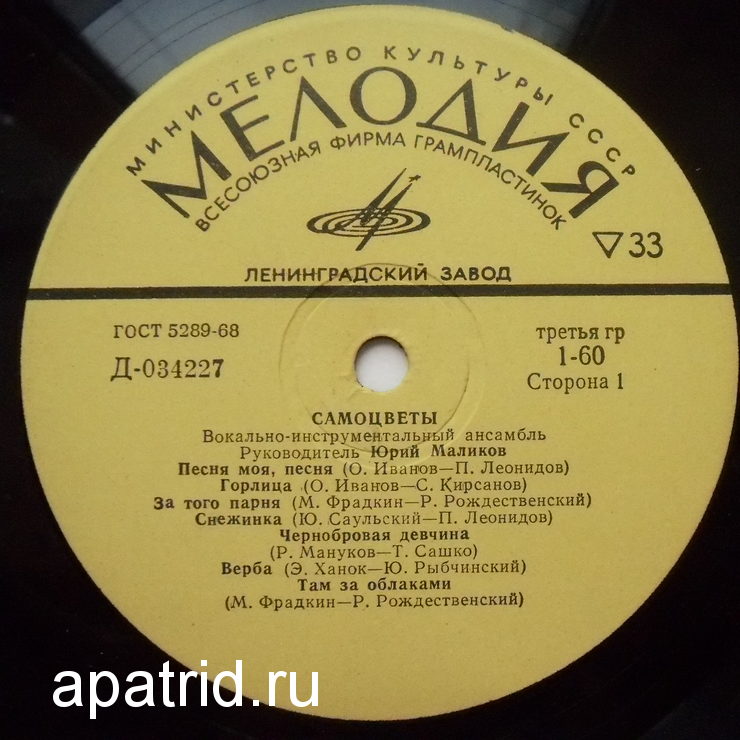 МИНИСТЕРСТВО КУЛЬТУРЫ СССР
МЕЛОДИЯ
ВСЕСОЮЗНАЯ ФИРМА ГРАМПЛАСТИНОК
▽33
ЛЕНИНГРАДСКИЙ ЗАВОД
ГОСТ 5289-68
Д-034227
третья гр
1-60
Сторона 1
САМОЦВЕТЫ
Вокально-инструментальный ансамбль
Руководитель Юрий Маликов
Песня моя, песня (О. Иванов—П. Леонидов)
Горлица (О. Иванов—С. Кирсанов)
За того парня (М. Фрадкин—Р. Рождественский)
Снежинка (Ю. Саульский—П. Леонидов)
Чернобровая девчина
(Р. Мануков—Т. Сашко)
Верба (Э. Ханок—Ю. Рыбчинский)
Там за облаками
(М. Фрадкин—Р. Рождественский)
apatrid.ru